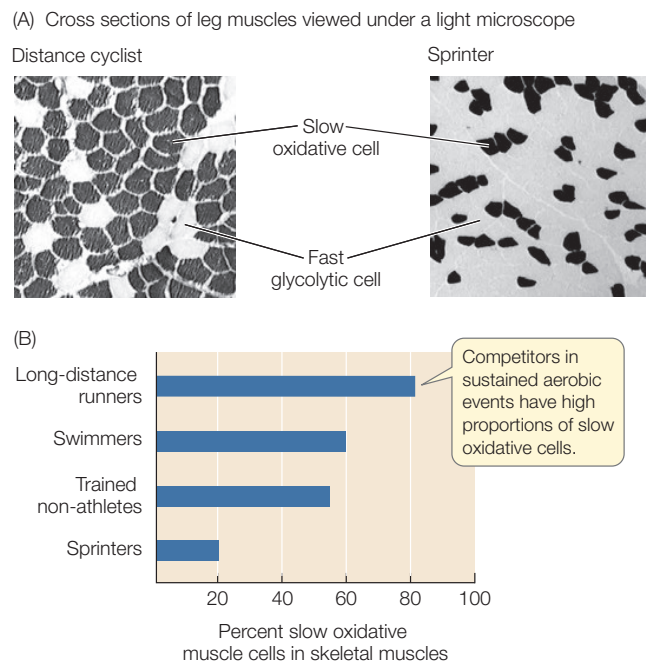 (A) Cross sections of leg muscles viewed under a light microscope
Distance cyclist
Sprinter
Slow
oxidative cell
Fast
glycolytic cell
(B)
Long-distance
runners
Swimmers
Trained
non-athletes
Sprinters
Competitors in
sustained aerobic
events have high
proportions of slow
oxidative cells.
20 40 60 80 100
Percent slow oxidative
muscle cells in skeletal muscles